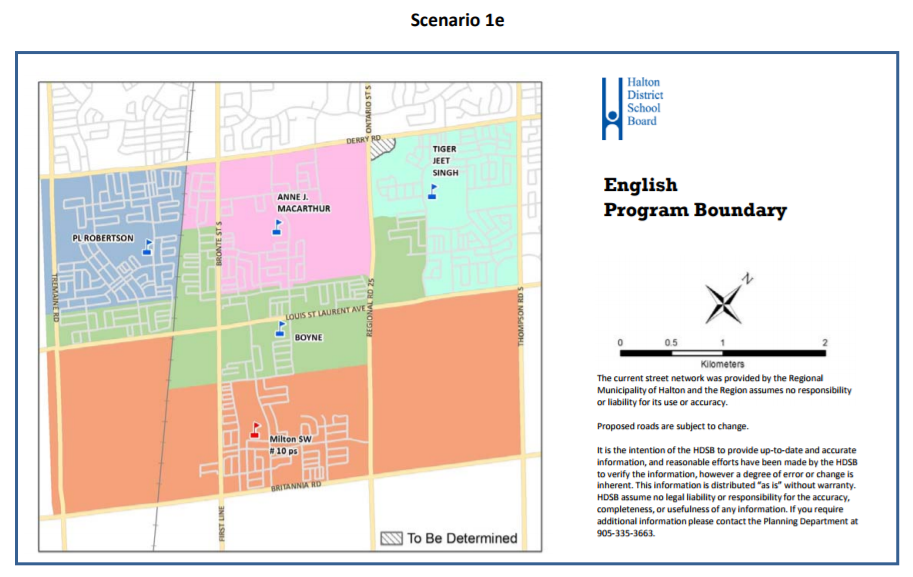 Scenario 1e
Halton
District
School
Board
English
Program Boundary
ONTARIO ST S
DERRY RD
TIGER
JEET
SINGH
ANNE J.
MACARTHUR
PL ROBERTSON
BRONTE ST S
TREMAINE RD
REGIONAL RD 25
LOUIS ST LAURENT AVE
THOMPSON RD S
BOYNE
Milton SW
# 10 ps
BRITANNIA RD
FIRST LINE
To Be Determined
N
0 0.5 1 2
Kilometers
The current street network was provided by the Regional
Municipality of Halton and the Region assumes no responsibility
or liability for its use or accuracy.
Proposed roads are subject to change.
It is the intention of the HDSB to provide up-to-date and accurate
information, and reasonable efforts have been made by the HDSB
to verify the information, however a degree of error or change is
inherent. This information is distributed "as is" without warranty.
HDSB assume no legal liability or responsibility for the accuracy,
completeness, or usefulness of any information. If you require
additional information please contact the Planning Department at
905-335-3663.